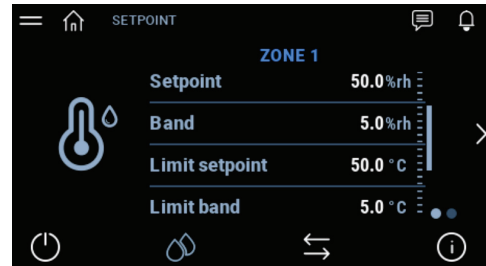 SETPOINT
ZONE 1
Setpoint 50.0%rh
Band 5.0%rh
Limit setpoint 50.0 °C
Limit band 5.0 °C